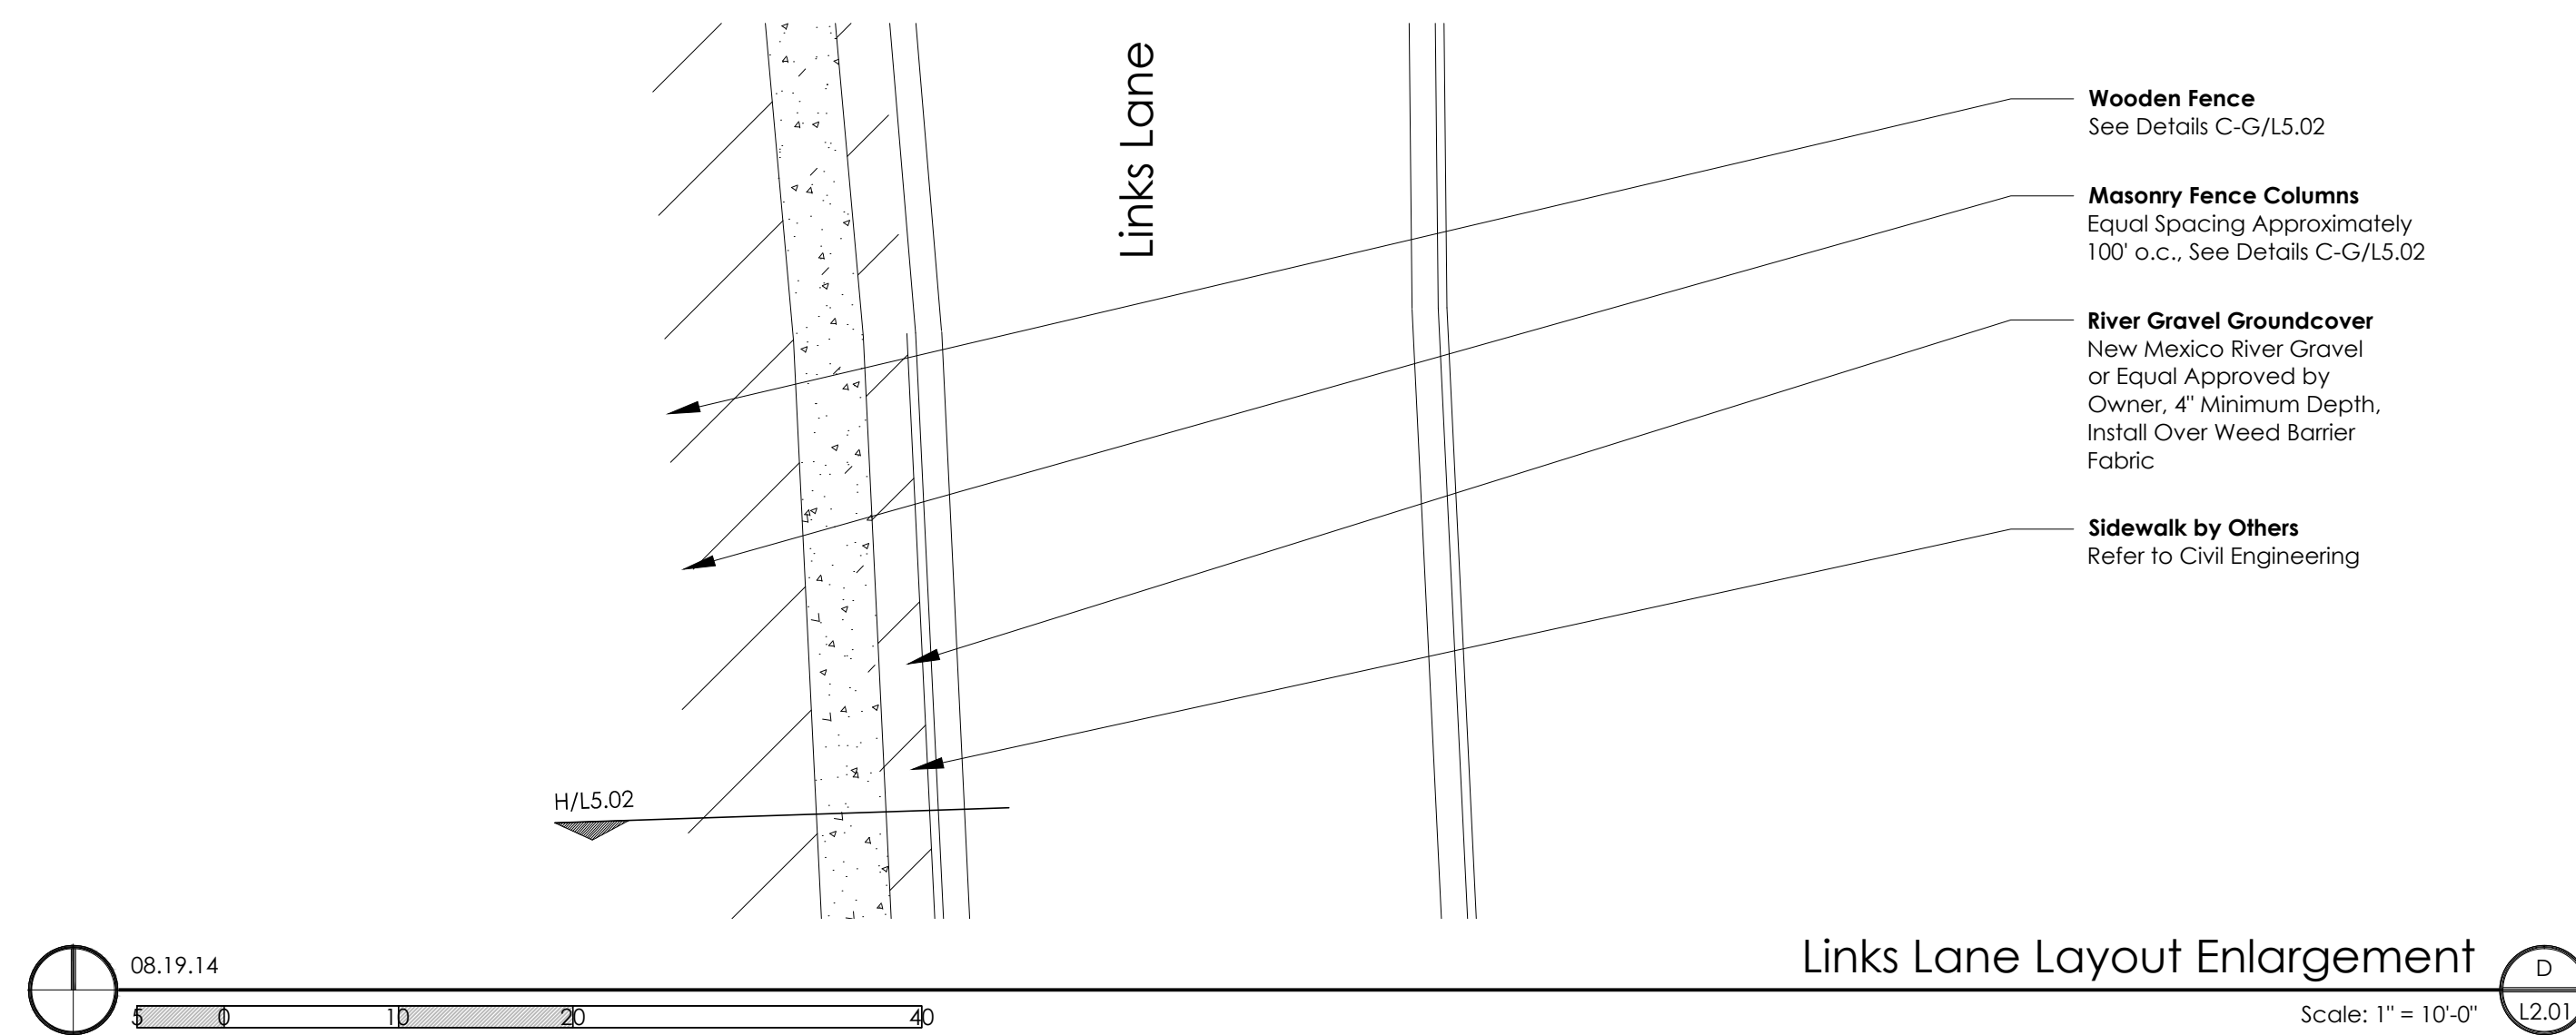 Links Lane
Wooden Fence
See Details C-G/L5.02
Masonry Fence Columns
Equal Spacing Approximately
100' o.c., See Details C-G/L5.02
River Gravel Groundcover
New Mexico River Gravel
or Equal Approved by
Owner, 4" Minimum Depth,
Install Over Weed Barrier
Fabric
Sidewalk by Others
Refer to Civil Engineering
H/L5.02
08.19.14
Links Lane Layout Enlargement
D
5 0 10 20 40
Scale: 1" = 10'-0"
L2.01